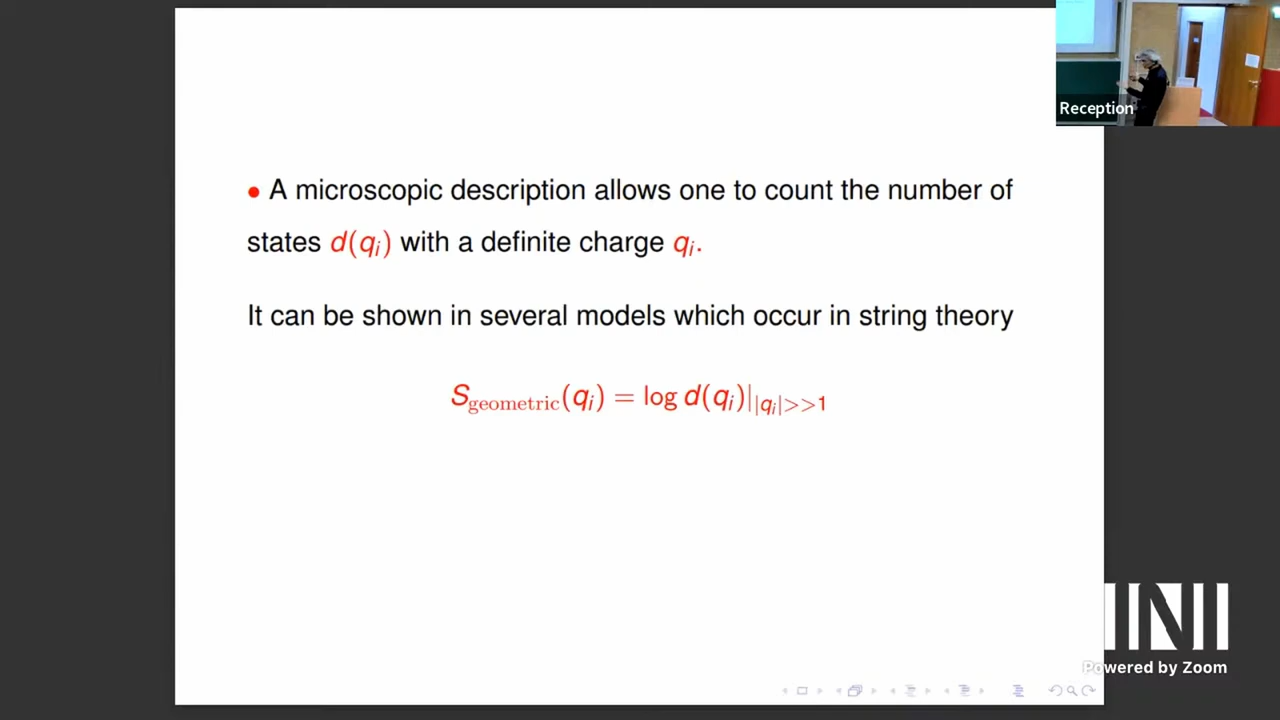 Reception
• A microscopic description allows one to count the number of
states d(qᵢ) with a definite charge qᵢ.
It can be shown in several models which occur in string theory
S_geometric(qᵢ) = log d(qᵢ)|_|qᵢ|>>1
INI
Powered by Zoom